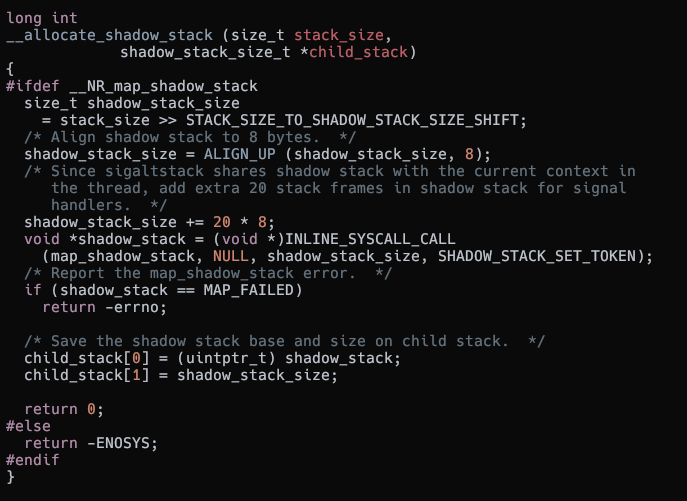 long int
__allocate_shadow_stack (size_t stack_size,
             shadow_stack_size_t *child_stack)
{
#ifdef __NR_map_shadow_stack
  size_t shadow_stack_size
    = stack_size >> STACK_SIZE_TO_SHADOW_STACK_SIZE_SHIFT;
  /* Align shadow stack to 8 bytes.  */
  shadow_stack_size = ALIGN_UP (shadow_stack_size, 8);
  /* Since sigaltstack shares shadow stack with the current context in
     the thread, add extra 20 stack frames in shadow stack for signal
     handlers.  */
  shadow_stack_size += 20 * 8;
  void *shadow_stack = (void *)INLINE_SYSCALL_CALL
    (map_shadow_stack, NULL, shadow_stack_size, SHADOW_STACK_SET_TOKEN);
  /* Report the map_shadow_stack error.  */
  if (shadow_stack == MAP_FAILED)
    return -errno;

  /* Save the shadow stack base and size on child stack.  */
  child_stack[0] = (uintptr_t) shadow_stack;
  child_stack[1] = shadow_stack_size;

  return 0;
#else
  return -ENOSYS;
#endif
}